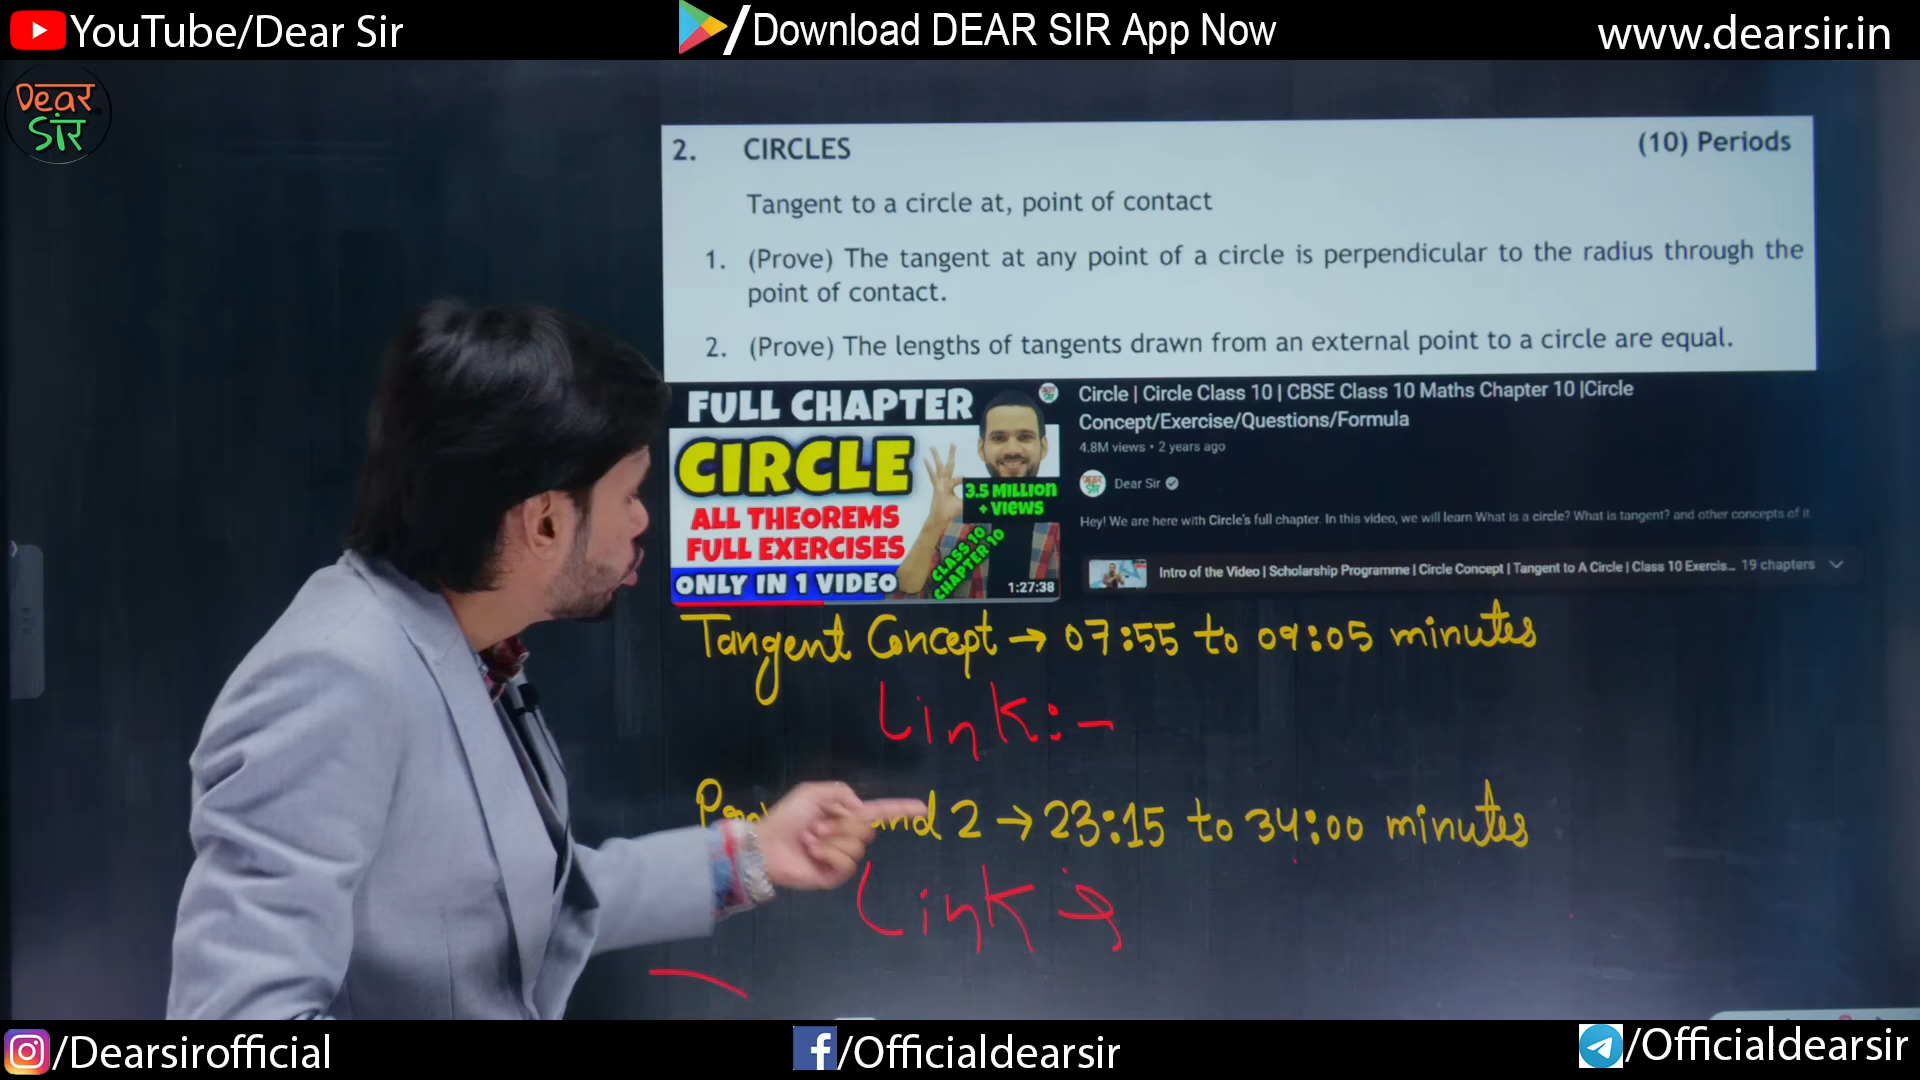 YouTube/Dear Sir
/Download DEAR SIR App Now
www.dearsir.in
Dear
Sir
2. CIRCLES (10) Periods
Tangent to a circle at, point of contact
1. (Prove) The tangent at any point of a circle is perpendicular to the radius through the
point of contact.
2. (Prove) The lengths of tangents drawn from an external point to a circle are equal.
FULL CHAPTER
CIRCLE
ALL THEOREMS
FULL EXERCISES
ONLY IN 1 VIDEO
3.5 MILLION
+ VIEWS
CLASS 10
CHAPTER 10
1:27:38
Circle | Circle Class 10 | CBSE Class 10 Maths Chapter 10 |Circle
Concept/Exercise/Questions/Formula
4.8M views • 2 years ago
Dear Sir
Hey! We are here with Circle's full chapter. In this video, we will learn What is a circle? What is tangent? and other concepts of it.
Intro of the Video | Scholarship Programme | Circle Concept | Tangent to A Circle | Class 10 Exercis... 19 chapters
Tangent Concept → 07:55 to 09:05 minutes
Link:-
and 2 → 23:15 to 34:00 minutes
Link
/Dearsirofficial
/Officialdearsir
/Officialdearsir